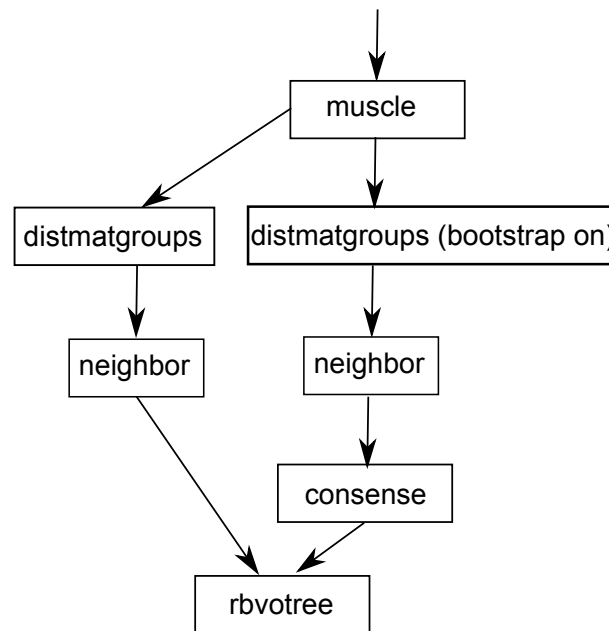 muscle
distmatgroups
distmatgroups (bootstrap on)
neighbor
neighbor
consense
rbvotree